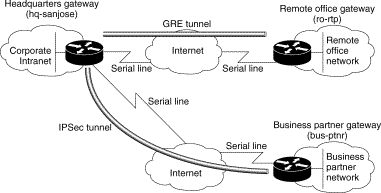 Headquarters gateway
(hq-sanjose)
GRE tunnel
Remote office gateway
(ro-rtp)
Corporate
Intranet
Internet
Remote
office
network
Serial line
Serial line
Serial line
IPSec tunnel
Serial line
Business partner gateway
(bus-ptnr)
Internet
Business
partner
network